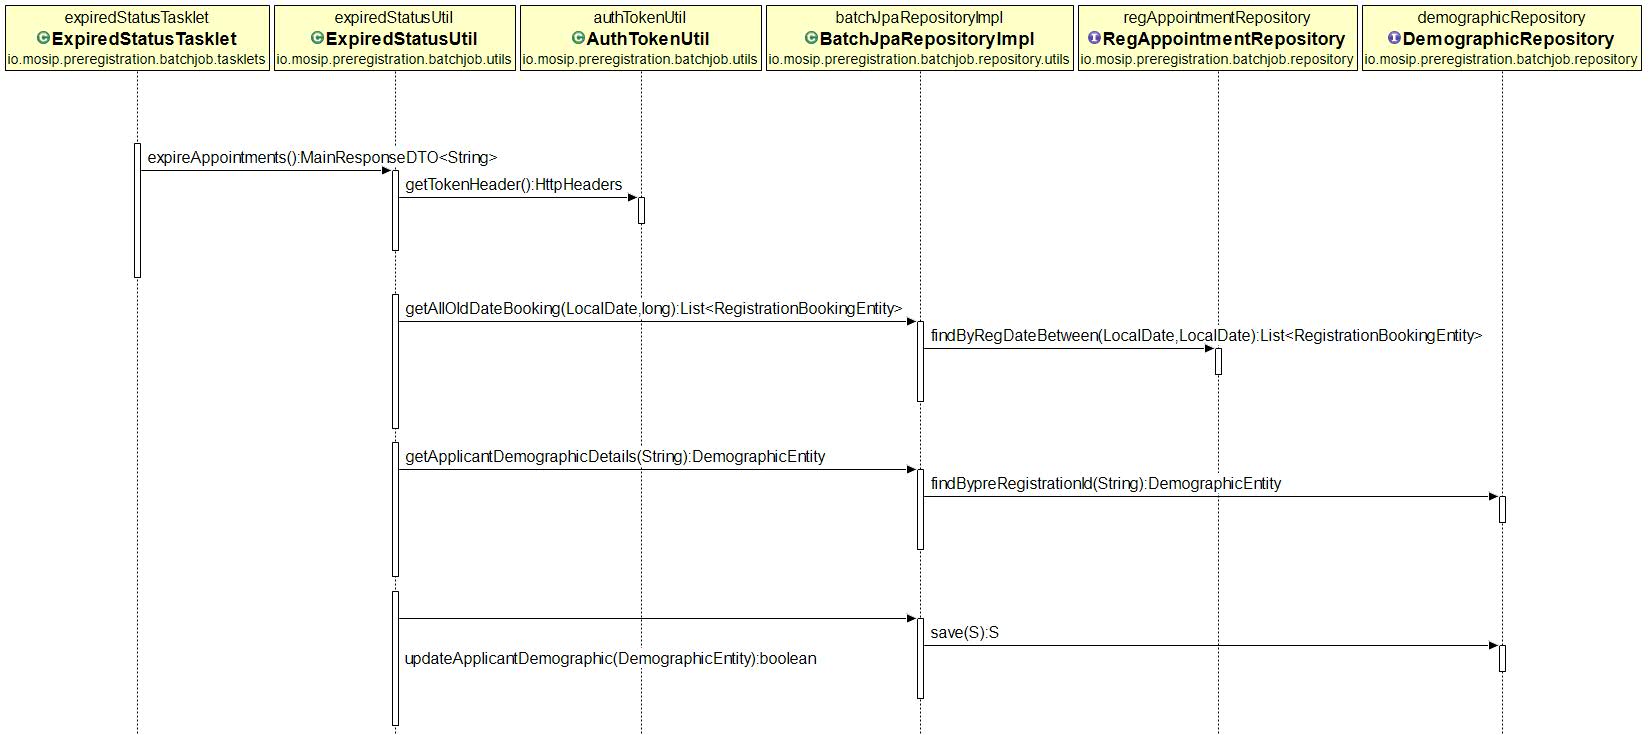 expiredStatusTasklet
ExpiredStatusTasklet
io.mosip.preregistration.batchjob.tasklets
expiredStatusUtil
ExpiredStatusUtil
io.mosip.preregistration.batchjob.utils
authTokenUtil
AuthTokenUtil
io.mosip.preregistration.batchjob.utils
batchJpaRepositoryImpl
BatchJpaRepositoryImpl
io.mosip.preregistration.batchjob.repository.utils
regAppointmentRepository
RegAppointmentRepository
io.mosip.preregistration.batchjob.repository
demographicRepository
DemographicRepository
io.mosip.preregistration.batchjob.repository
expireAppointments():MainResponseDTO<String>
getTokenHeader():HttpHeaders
getAllOldDateBooking(LocalDate,long):List<RegistrationBookingEntity>
findByRegDateBetween(LocalDate,LocalDate):List<RegistrationBookingEntity>
getApplicantDemographicDetails(String):DemographicEntity
findBypreRegistrationId(String):DemographicEntity
save(S):S
updateApplicantDemographic(DemographicEntity):boolean